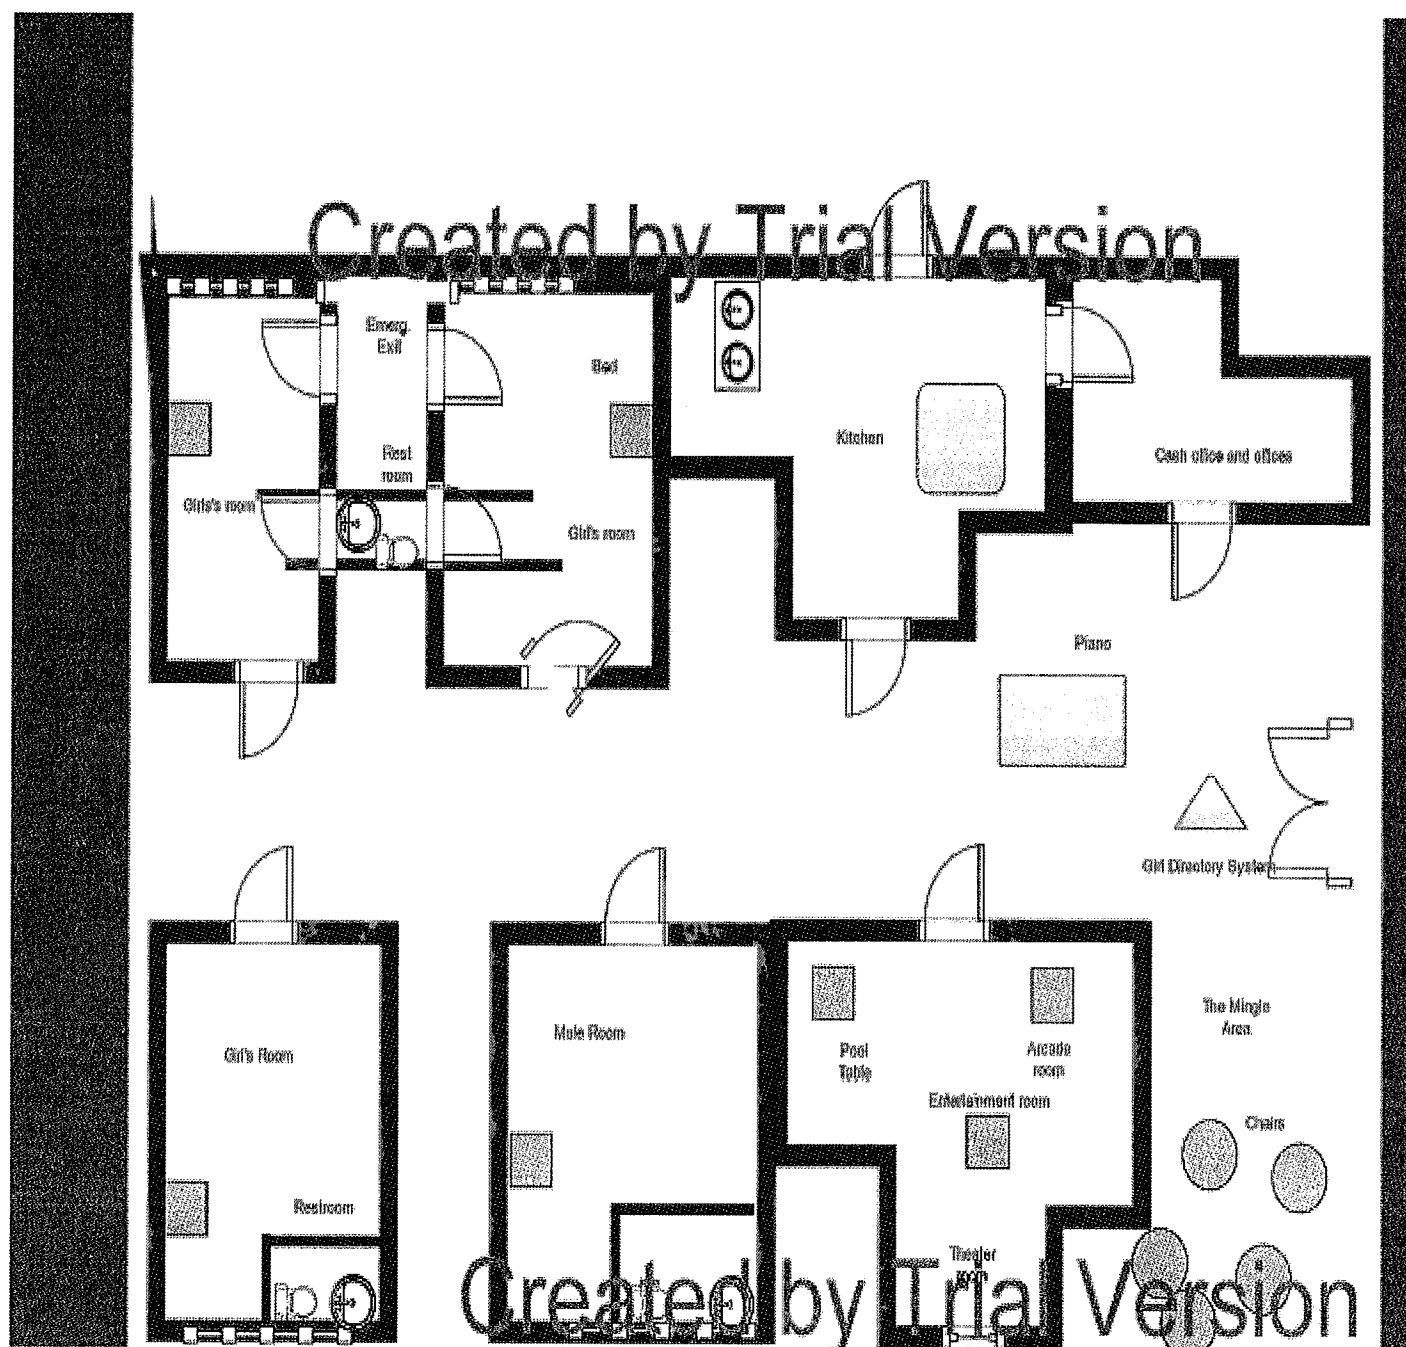 Created by Trial Version
Emerg.
Exit
Bed
Rest
room
Kitchen
Cash office and offices
Girls's room
Girl's room
Piano
Girl Directory System
The Mingle
Area.
Male Room
Girl's Room
Pool
Table
Arcade
room
Entertainment room
Chairs
Restroom
Theater
room
Created by Trial Version